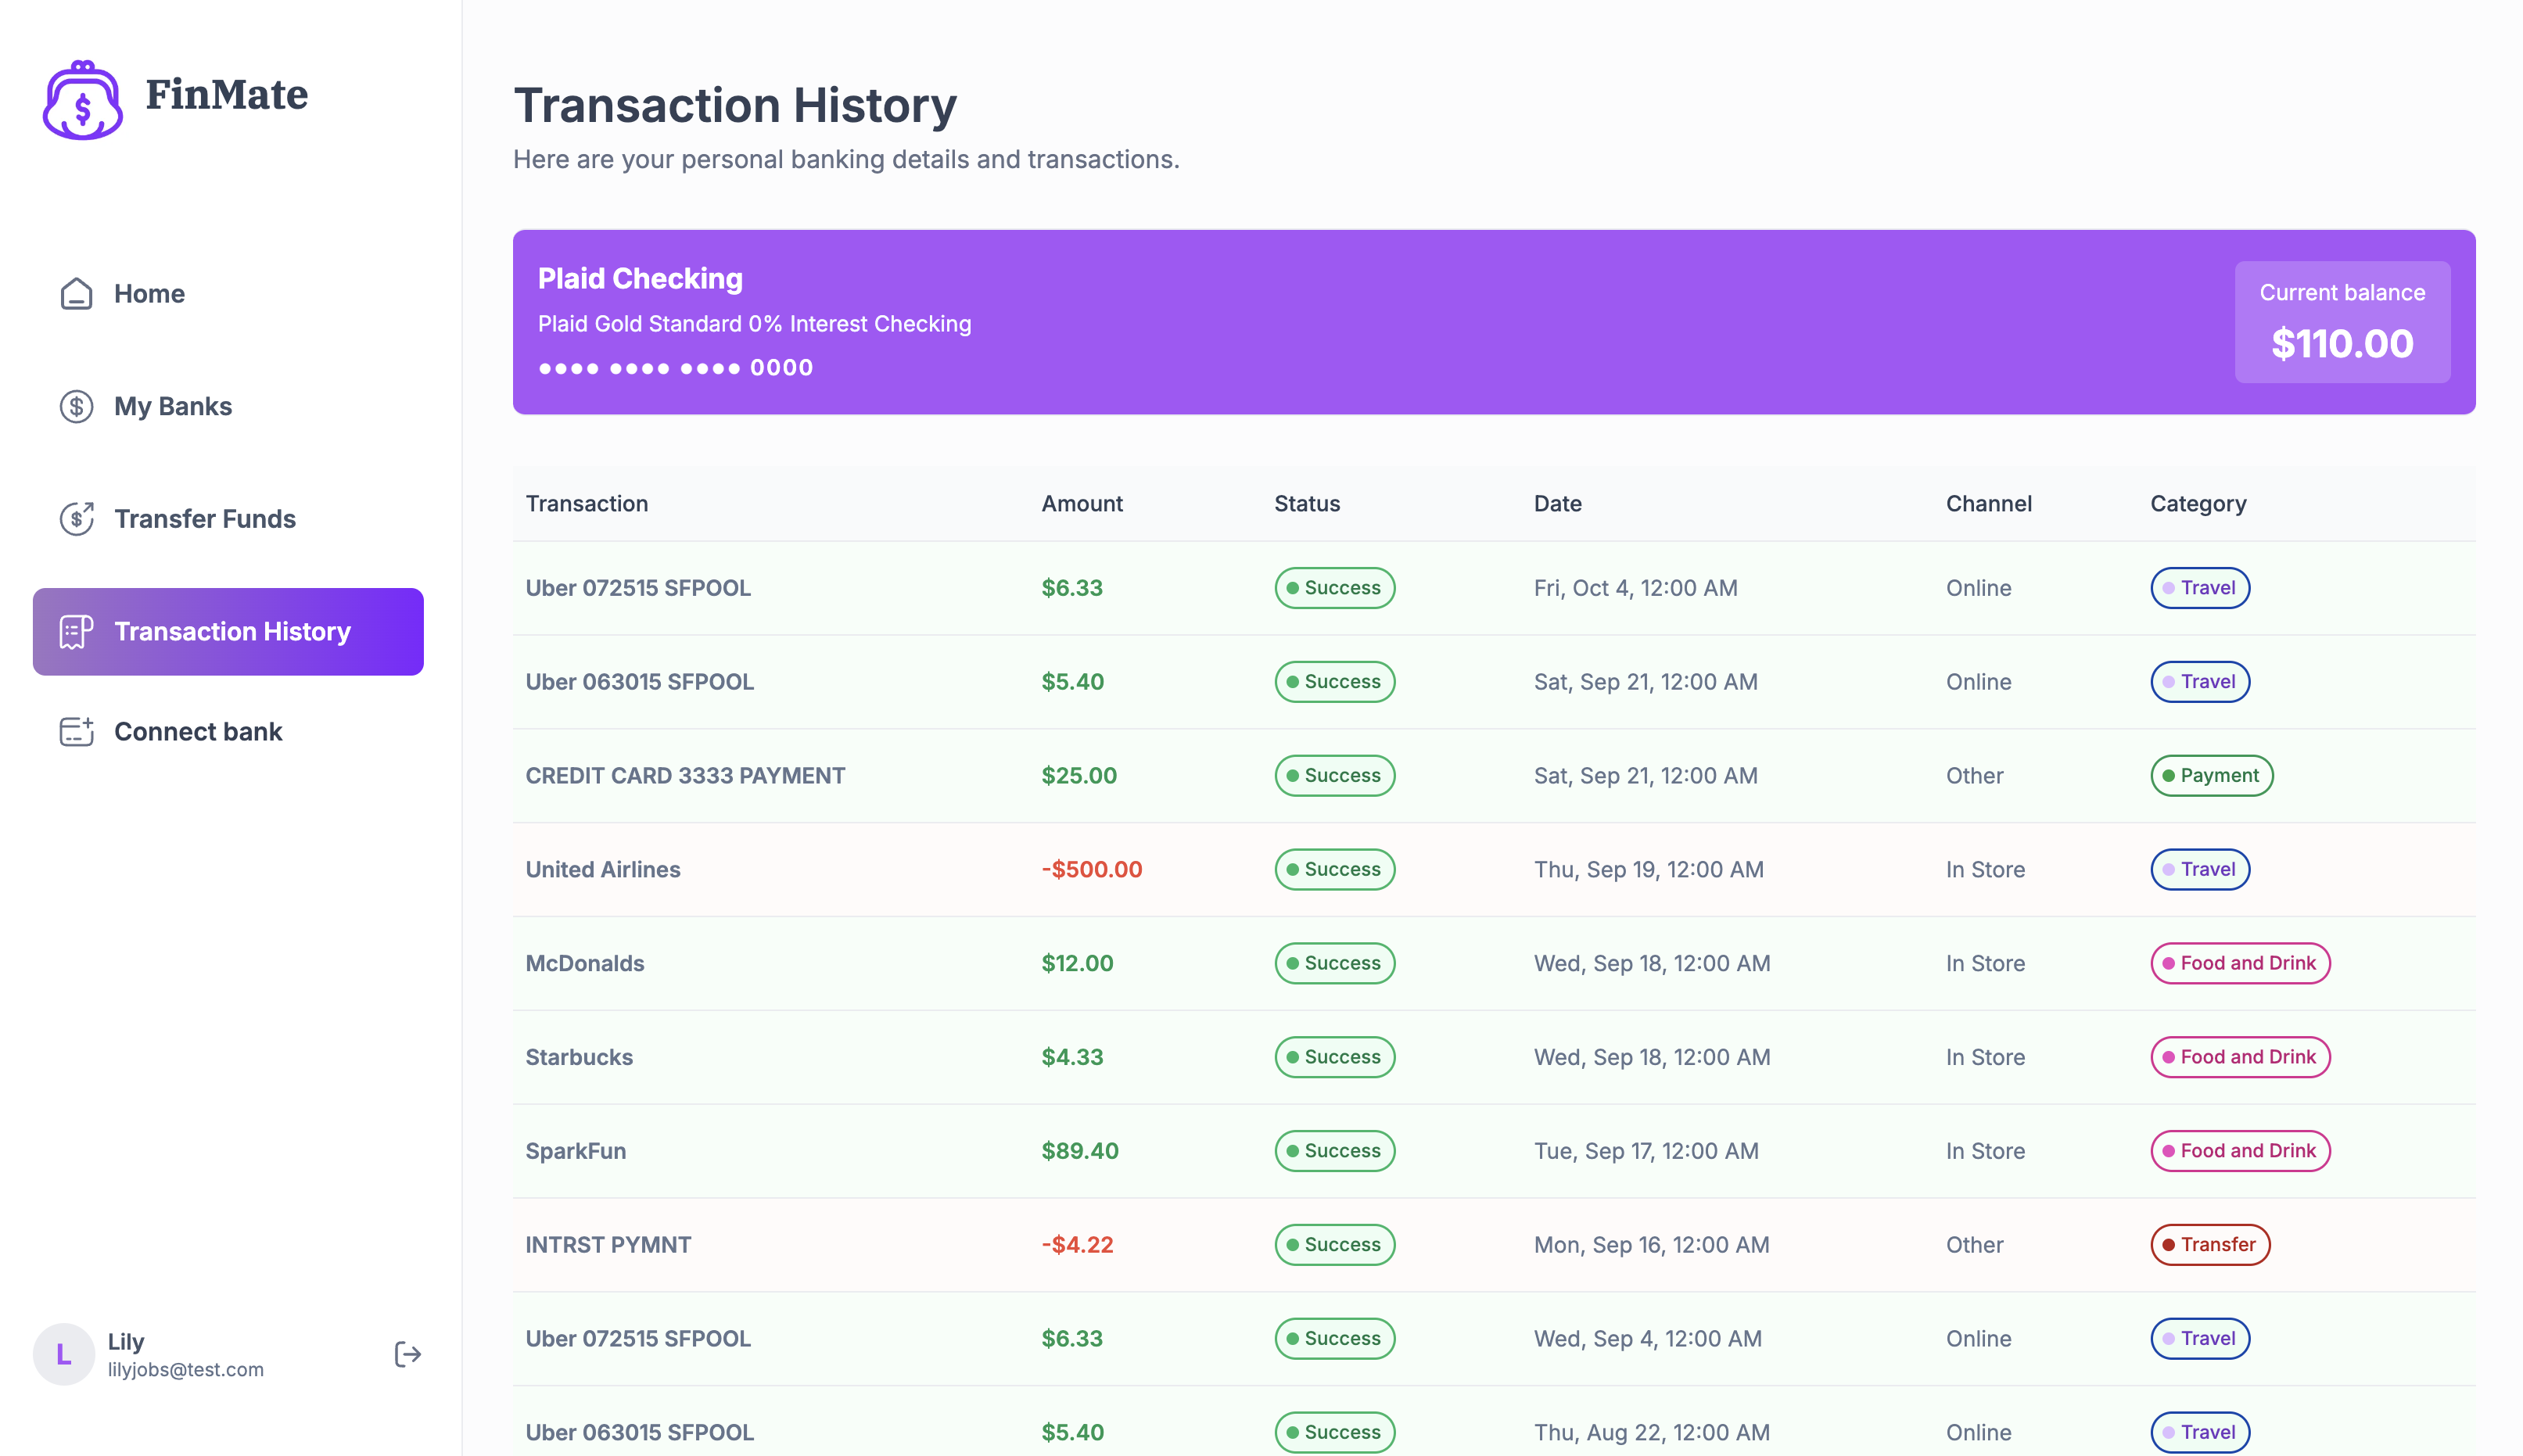 FinMate
Home
My Banks
Transfer Funds
Transaction History
Connect bank
L
Lily
lilyjobs@test.com
Transaction History
Here are your personal banking details and transactions.
Plaid Checking
Plaid Gold Standard 0% Interest Checking
●●●● ●●●● ●●●● 0000
Current balance
$110.00
Transaction Amount Status Date Channel Category
Uber 072515 SFPOOL $6.33 Success Fri, Oct 4, 12:00 AM Online Travel
Uber 063015 SFPOOL $5.40 Success Sat, Sep 21, 12:00 AM Online Travel
CREDIT CARD 3333 PAYMENT $25.00 Success Sat, Sep 21, 12:00 AM Other Payment
United Airlines -$500.00 Success Thu, Sep 19, 12:00 AM In Store Travel
McDonalds $12.00 Success Wed, Sep 18, 12:00 AM In Store Food and Drink
Starbucks $4.33 Success Wed, Sep 18, 12:00 AM In Store Food and Drink
SparkFun $89.40 Success Tue, Sep 17, 12:00 AM In Store Food and Drink
INTRST PYMNT -$4.22 Success Mon, Sep 16, 12:00 AM Other Transfer
Uber 072515 SFPOOL $6.33 Success Wed, Sep 4, 12:00 AM Online Travel
Uber 063015 SFPOOL $5.40 Success Thu, Aug 22, 12:00 AM Online Travel